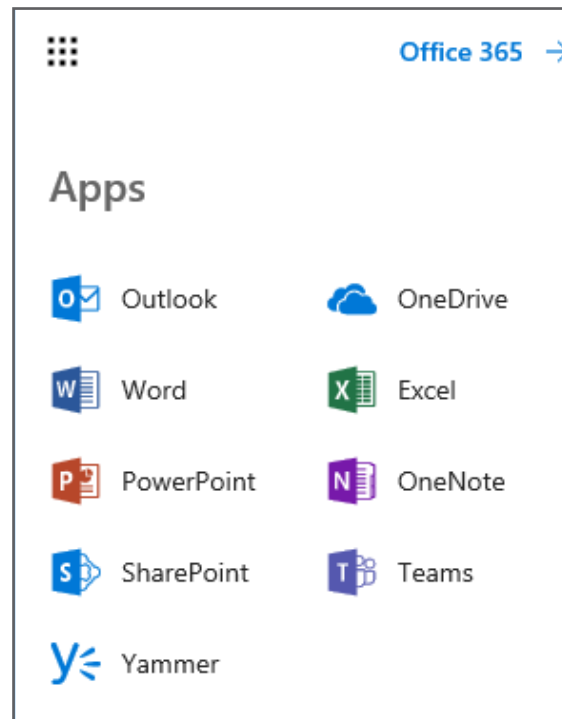 Office 365
Apps
Outlook OneDrive
Word Excel
PowerPoint OneNote
SharePoint Teams
Yammer